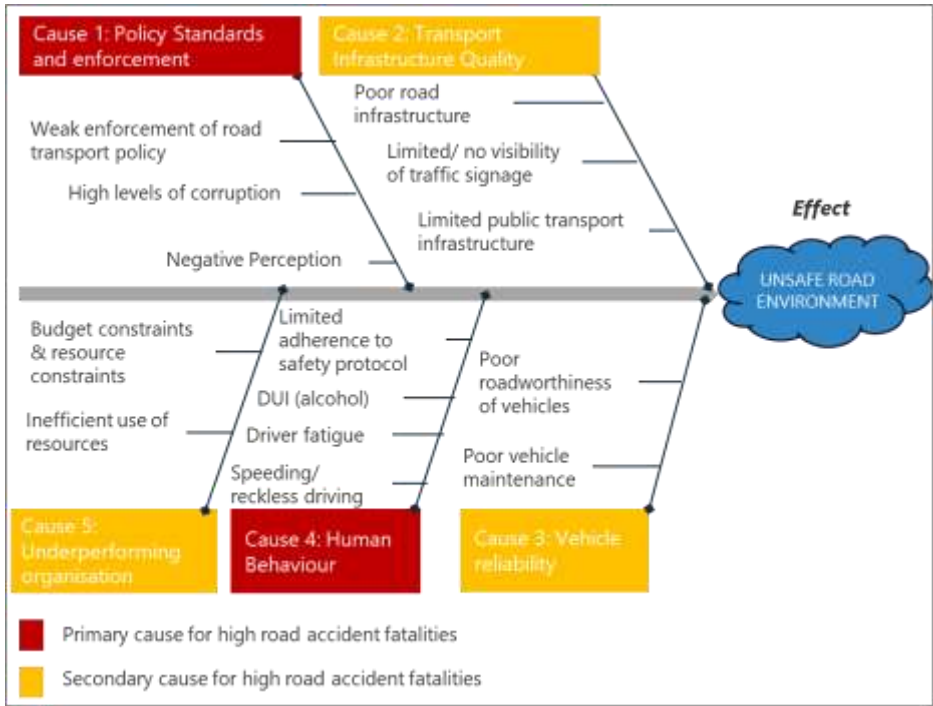 Cause 1: Policy Standards
and enforcement
Cause 2: Transport
Infrastructure Quality
Weak enforcement of road
transport policy
High levels of corruption
Negative Perception
Poor road
infrastructure
Limited/ no visibility
of traffic signage
Limited public transport
infrastructure
Effect
UNSAFE ROAD
ENVIRONMENT
Budget constraints
& resource
constraints
Inefficient use of
resources
Limited
adherence to
safety protocol
DUI (alcohol)
Driver fatigue
Speeding/
reckless driving
Poor
roadworthiness
of vehicles
Poor vehicle
maintenance
Cause 5:
Underperforming
organisation
Cause 4: Human
Behaviour
Cause 3: Vehicle
reliability
Primary cause for high road accident fatalities
Secondary cause for high road accident fatalities